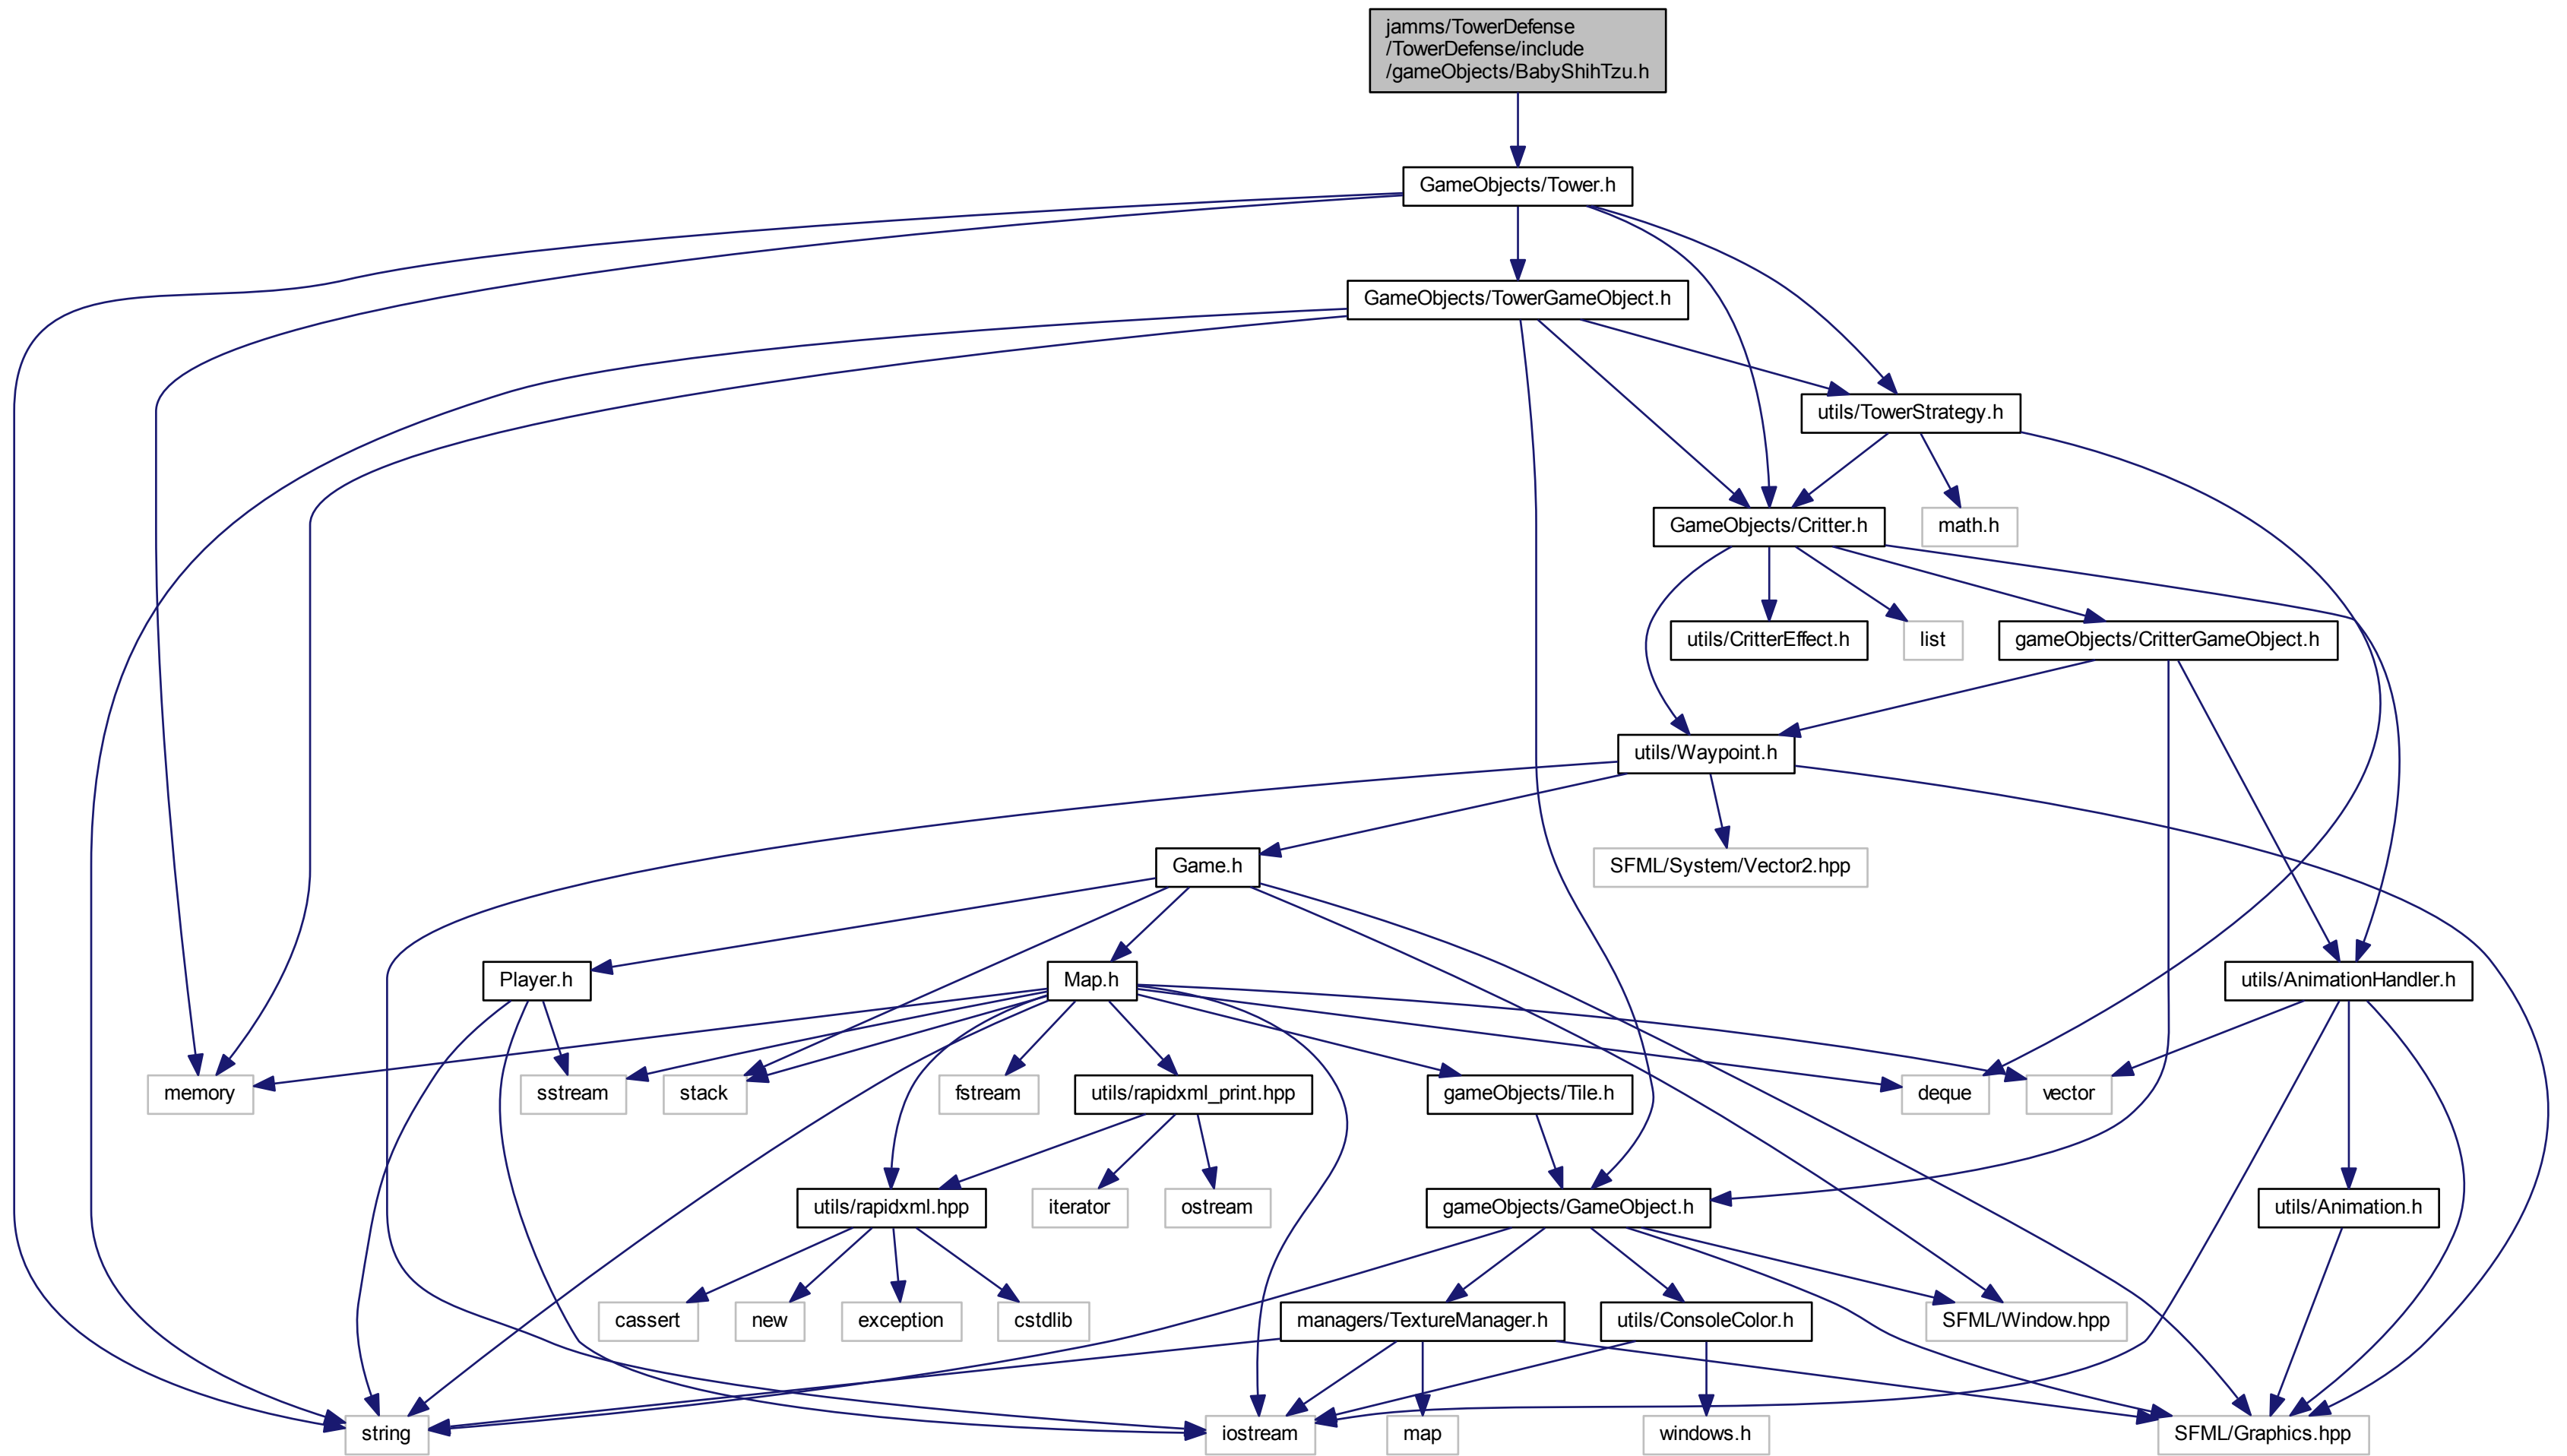 jamms/TowerDefense
/TowerDefense/include
/gameObjects/BabyShihTzu.h
GameObjects/Tower.h
GameObjects/TowerGameObject.h
utils/TowerStrategy.h
GameObjects/Critter.h
math.h
utils/CritterEffect.h
list
gameObjects/CritterGameObject.h
utils/Waypoint.h
Game.h
SFML/System/Vector2.hpp
Player.h
Map.h
utils/AnimationHandler.h
memory
sstream
stack
fstream
utils/rapidxml_print.hpp
gameObjects/Tile.h
deque
vector
utils/rapidxml.hpp
iterator
ostream
gameObjects/GameObject.h
utils/Animation.h
cassert
new
exception
cstdlib
managers/TextureManager.h
utils/ConsoleColor.h
SFML/Window.hpp
string
iostream
map
windows.h
SFML/Graphics.hpp